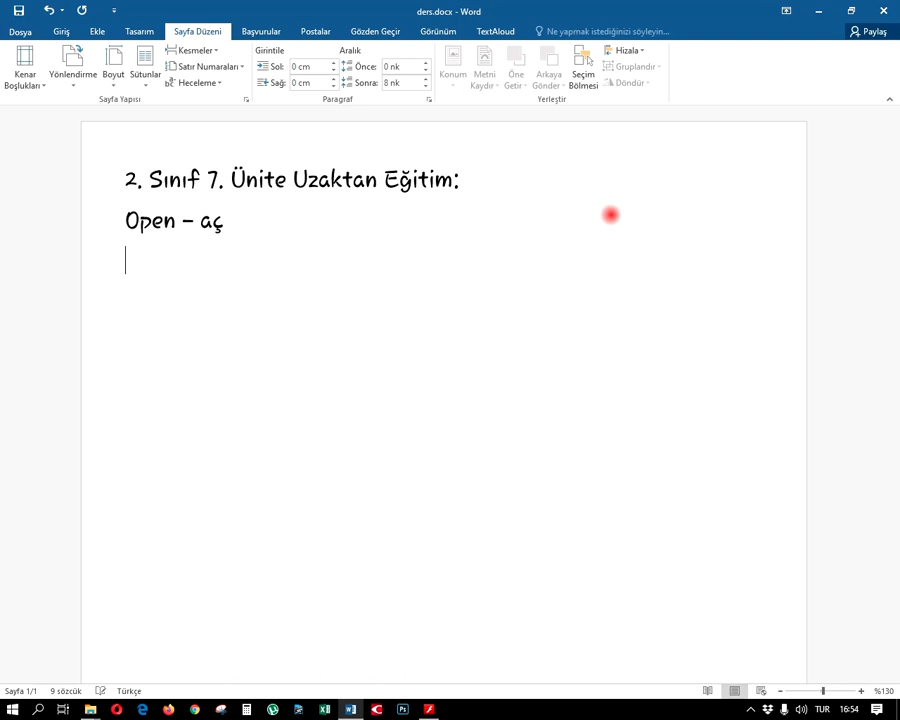 ders.docx - Word
Dosya Giriş Ekle Tasarım Sayfa Düzeni Başvurular Postalar Gözden Geçir Görünüm TextAloud Ne yapmak istediğinizi söyleyin... Paylaş
Kenar Boşlukları
Yönlendirme
Boyut
Sütunlar
Kesmeler
Satır Numaraları
Heceleme
Sayfa Yapısı
Girintile
Sol: 0 cm
Sağ: 0 cm
Aralık
Önce: 0 nk
Sonra: 8 nk
Paragraf
Konum
Metni Kaydır
Öne Getir
Arkaya Gönder
Seçim Bölmesi
Hizala
Gruplandır
Döndür
Yerleştir
2. Sınıf 7. Ünite Uzaktan Eğitim:
Open – aç
Sayfa 1/1 9 sözcük Türkçe %130
TUR 16:54